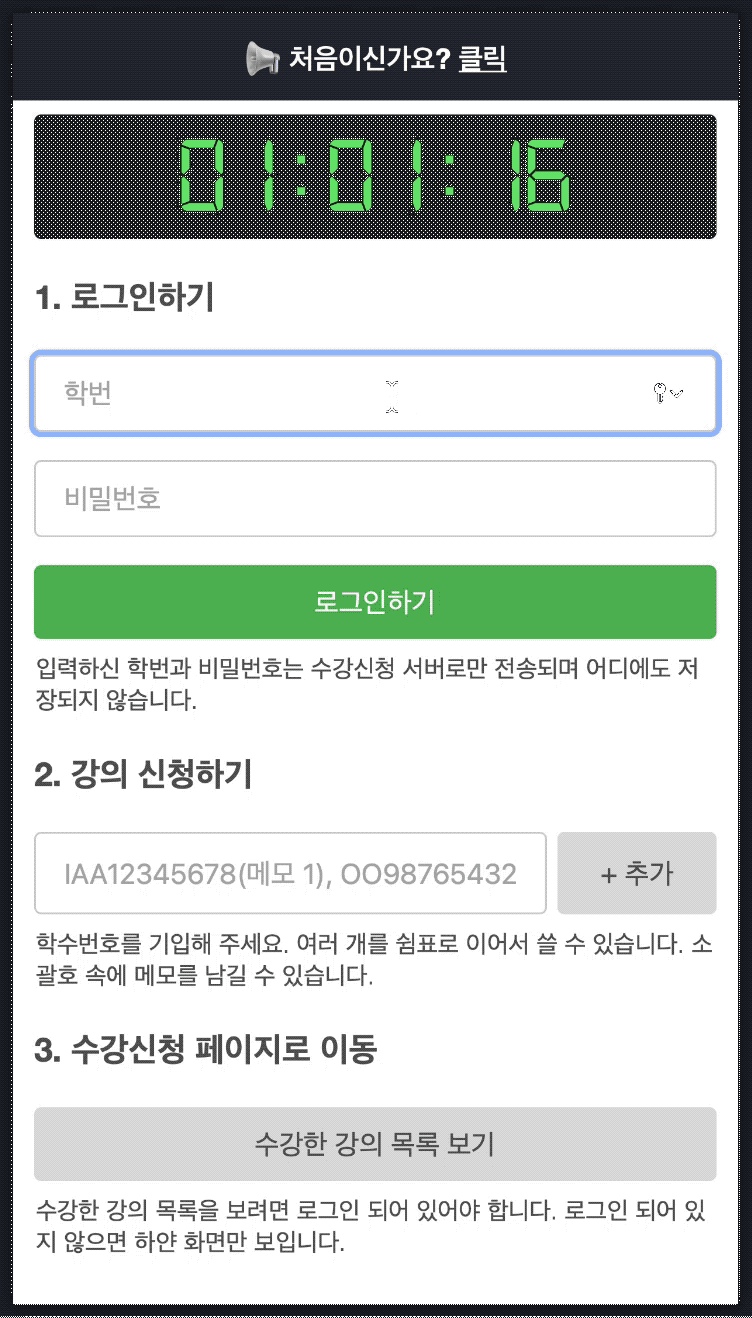 처음이신가요? 클릭
01:01:16
1. 로그인하기
학번
비밀번호
로그인하기
입력하신 학번과 비밀번호는 수강신청 서버로만 전송되며 어디에도 저
장되지 않습니다.
2. 강의 신청하기
IAA12345678(메모 1), OO98765432
+ 추가
학수번호를 기입해 주세요. 여러 개를 쉼표로 이어서 쓸 수 있습니다. 소
괄호 속에 메모를 남길 수 있습니다.
3. 수강신청 페이지로 이동
수강한 강의 목록 보기
수강한 강의 목록을 보려면 로그인 되어 있어야 합니다. 로그인 되어 있
지 않으면 하얀 화면만 보입니다.